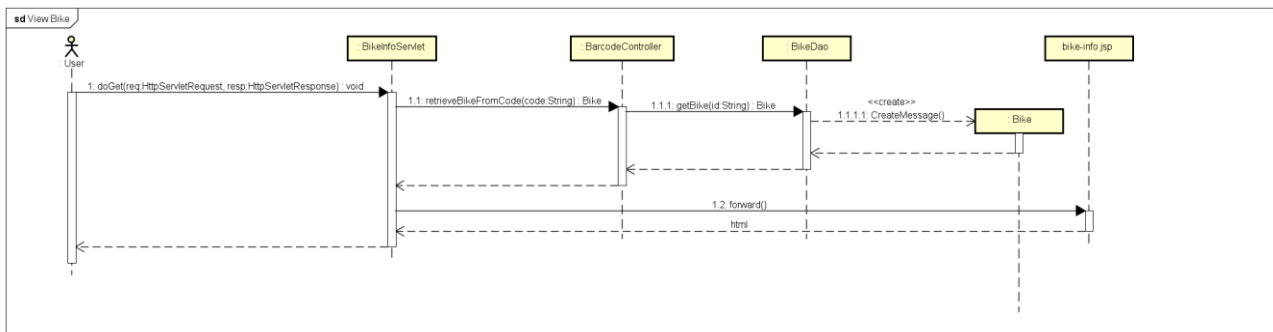 sd View Bike
: User
: BikeInfoServlet
: BarcodeController
: BikeDao
bike-info jsp
1: doGet(req:HttpServletRequest, resp:HttpServletResponse) : void
1.1: retrieveBikeFromCode(code:String) : Bike
1.1.1: getBike(id:String) : Bike
<<create>>
1.1.1.1: CreateMessage()
: Bike
1.2: forward()
html